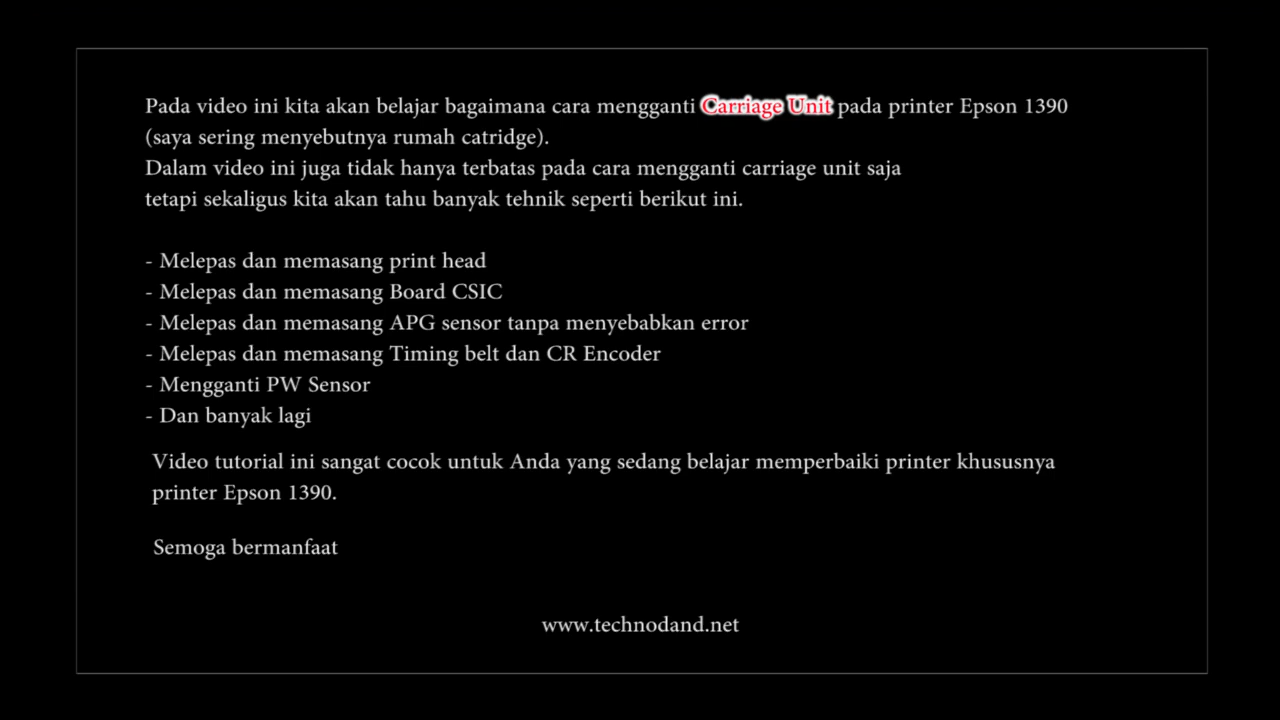 Pada video ini kita akan belajar bagaimana cara mengganti Carriage Unit pada printer Epson 1390
(saya sering menyebutnya rumah catridge).
Dalam video ini juga tidak hanya terbatas pada cara mengganti carriage unit saja
tetapi sekaligus kita akan tahu banyak tehnik seperti berikut ini.
- Melepas dan memasang print head
- Melepas dan memasang Board CSIC
- Melepas dan memasang APG sensor tanpa menyebabkan error
- Melepas dan memasang Timing belt dan CR Encoder
- Mengganti PW Sensor
- Dan banyak lagi
Video tutorial ini sangat cocok untuk Anda yang sedang belajar memperbaiki printer khususnya
printer Epson 1390.
Semoga bermanfaat
www.technodand.net